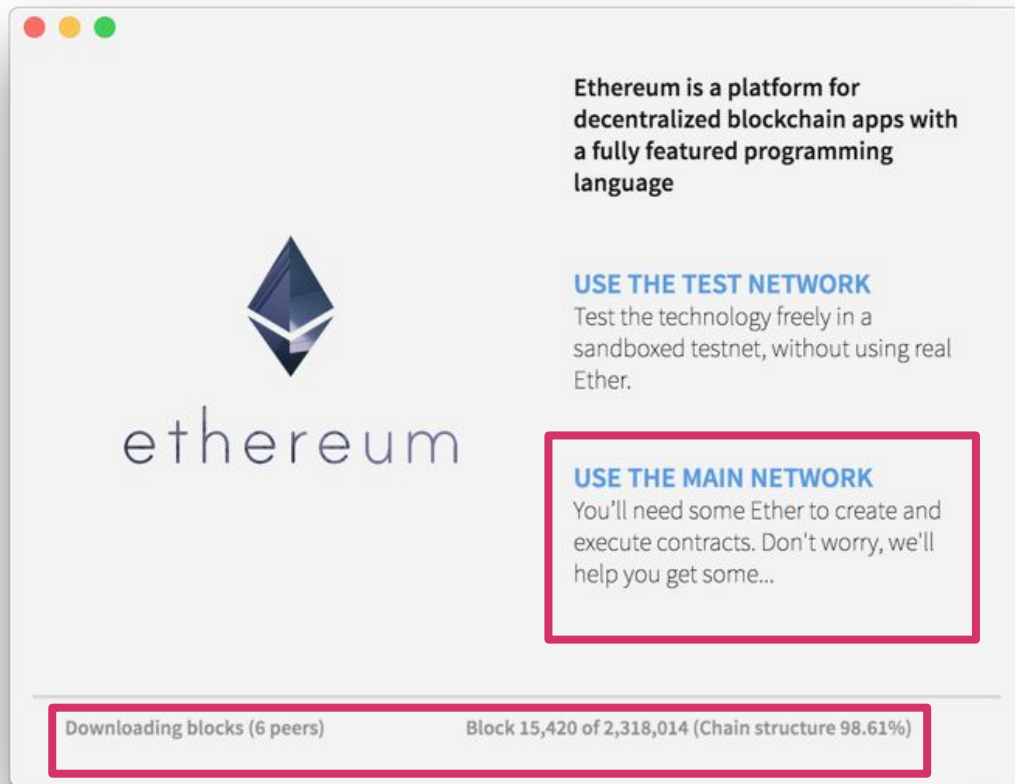 Ethereum is a platform for
decentralized blockchain apps with
a fully featured programming
language
ethereum
USE THE TEST NETWORK
Test the technology freely in a
sandboxed testnet, without using real
Ether.
USE THE MAIN NETWORK
You'll need some Ether to create and
execute contracts. Don't worry, we'll
help you get some...
Downloading blocks (6 peers)
Block 15,420 of 2,318,014 (Chain structure 98.61%)